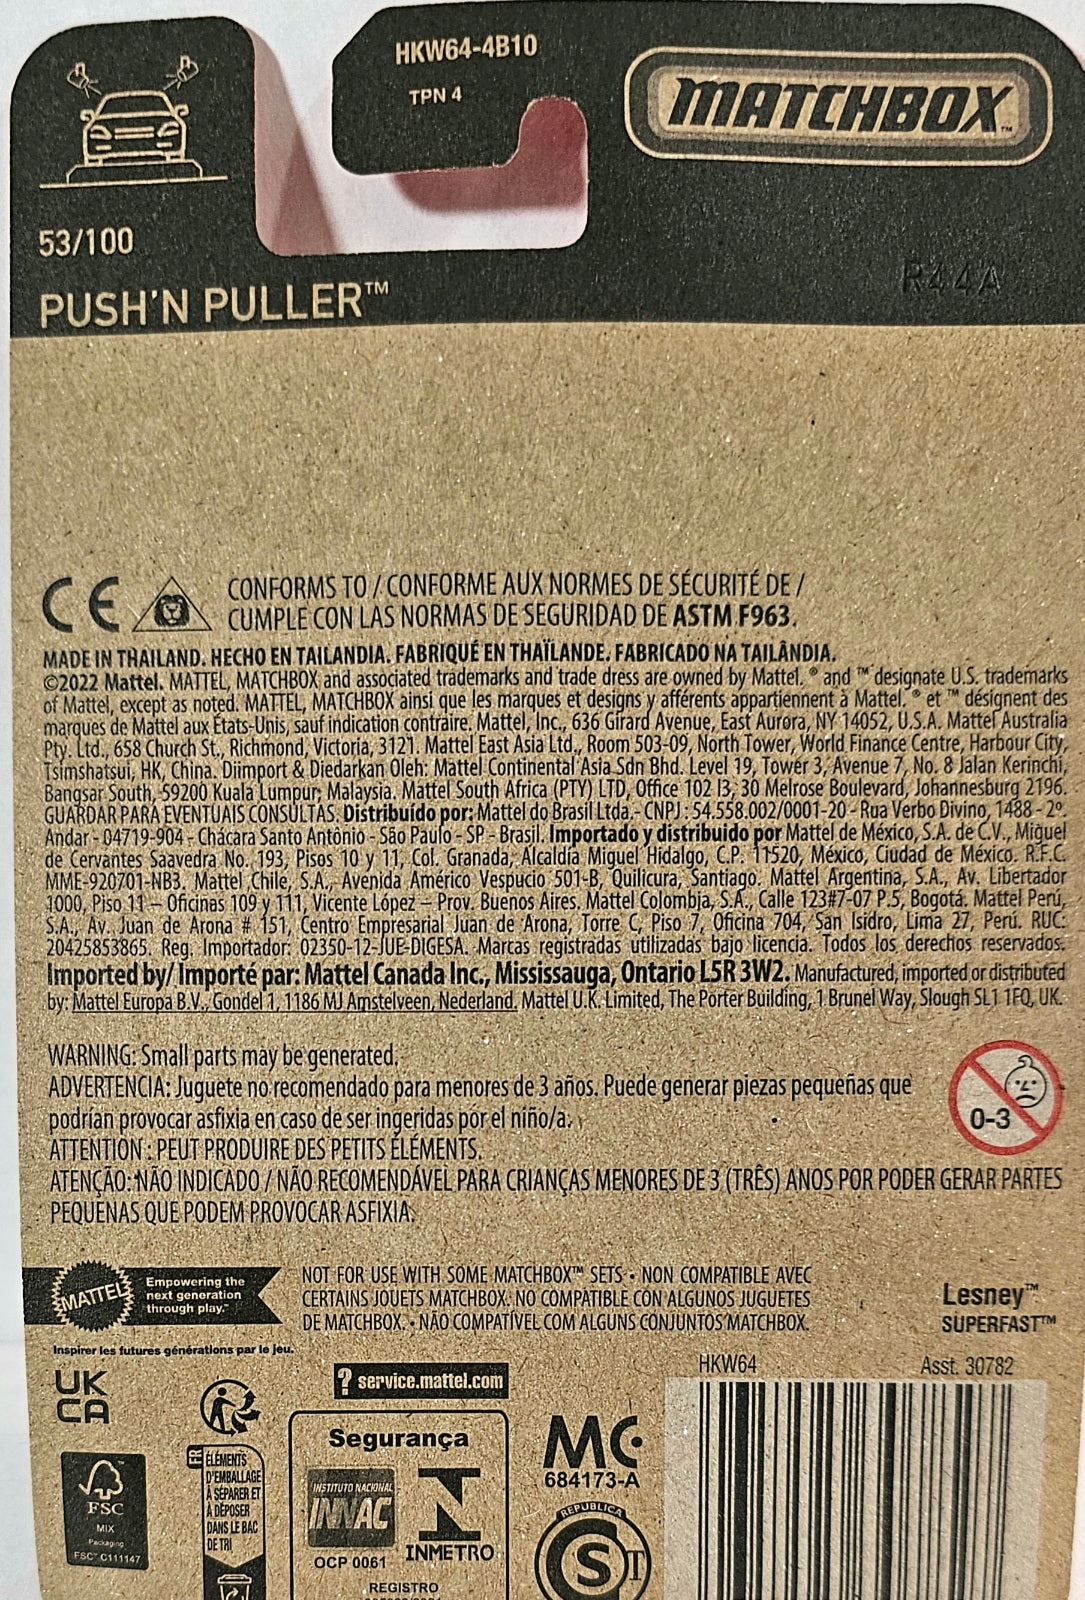 HKW64-4B10
TPN 4
MATCHBOX™
53/100
R44A
PUSH'N PULLER™
CE
CONFORMS TO / CONFORME AUX NORMES DE SÉCURITÉ DE /
CUMPLE CON LAS NORMAS DE SEGURIDAD DE ASTM F963.
MADE IN THAILAND. HECHO EN TAILANDIA. FABRIQUÉ EN THAÏLANDE. FABRICADO NA TAILÂNDIA.
©2022 Mattel. MATTEL, MATCHBOX and associated trademarks and trade dress are owned by Mattel. ® and ™ designate U.S. trademarks
of Mattel, except as noted. MATTEL, MATCHBOX ainsi que les marques et designs y afférents appartiennent à Mattel. ® et ™ désignent des
marques de Mattel aux États-Unis, sauf indication contraire. Mattel, Inc., 636 Girard Avenue, East Aurora, NY 14052, U.S.A. Mattel Australia
Pty. Ltd., 658 Church St., Richmond, Victoria, 3121. Mattel East Asia Ltd., Room 503-09, North Tower, World Finance Centre, Harbour City,
Tsimshatsui, HK, China. Diimport & Diedarkan Oleh: Mattel Continental Asia Sdn Bhd. Level 19, Tower 3, Avenue 7, No. 8 Jalan Kerinchi,
Bangsar South, 59200 Kuala Lumpur, Malaysia. Mattel South Africa (PTY) LTD, Office 102 I3, 30 Melrose Boulevard, Johannesburg 2196.
GUARDAR PARA EVENTUAIS CONSULTAS. Distribuído por: Mattel do Brasil Ltda.- CNPJ : 54.558.002/0001-20 - Rua Verbo Divino, 1488 - 2º.
Andar - 04719-904 - Chácara Santo Antônio - São Paulo - SP - Brasil. Importado y distribuido por Mattel de México, S.A. de C.V., Miguel
de Cervantes Saavedra No. 193, Pisos 10 y 11, Col. Granada, Alcaldía Miguel Hidalgo, C.P. 11520, México, Ciudad de México. R.F.C.
MME-920701-NB3. Mattel Chile, S.A., Avenida Américo Vespucio 501-B, Quilicura, Santiago. Mattel Argentina, S.A., Av. Libertador
1000, Piso 11 – Oficinas 109 y 111, Vicente López – Prov. Buenos Aires. Mattel Colombia, S.A., Calle 123#7-07 P.5, Bogotá. Mattel Perú,
S.A., Av. Juan de Arona # 151, Centro Empresarial Juan de Arona, Torre C, Piso 7, Oficina 704, San Isidro, Lima 27, Perú. RUC:
20425853865. Reg. Importador: 02350-12-JUE-DIGESA. Marcas registradas utilizadas bajo licencia. Todos los derechos reservados.
Imported by/ Importé par: Mattel Canada Inc., Mississauga, Ontario L5R 3W2. Manufactured, imported or distributed
by: Mattel Europa B.V., Gondel 1, 1186 MJ Amstelveen, Nederland. Mattel U.K. Limited, The Porter Building, 1 Brunel Way, Slough SL1 1FQ, UK.
WARNING: Small parts may be generated.
ADVERTENCIA: Juguete no recomendado para menores de 3 años. Puede generar piezas pequeñas que
podrían provocar asfixia en caso de ser ingeridas por el niño/a.
0-3
ATTENTION : PEUT PRODUIRE DES PETITS ÉLÉMENTS.
ATENÇÃO: NÃO INDICADO / NÃO RECOMENDÁVEL PARA CRIANÇAS MENORES DE 3 (TRÊS) ANOS POR PODER GERAR PARTES
PEQUENAS QUE PODEM PROVOCAR ASFIXIA.
MATTEL
Empowering the
next generation
through play.™
Inspirer les futures générations par le jeu.
NOT FOR USE WITH SOME MATCHBOX™ SETS • NON COMPATIBLE AVEC
CERTAINS JOUETS MATCHBOX. NO COMPATIBLE CON ALGUNOS JUGUETES
DE MATCHBOX. • NÃO COMPATÍVEL COM ALGUNS CONJUNTOS MATCHBOX.
Lesney™
SUPERFAST™
HKW64
Asst. 30782
UK
CA
? service.mattel.com
FSC
MIX
Packaging
FSC™ C111147
FR
ÉLÉMENTS
D'EMBALLAGE
À SÉPARER ET
À DÉPOSER
DANS LE BAC
DE TRI
Segurança
INSTITUTO NACIONAL
INNAC
OCP 0061
INMETRO
REGISTRO
MC
684173-A
REPUBLICA
S
T